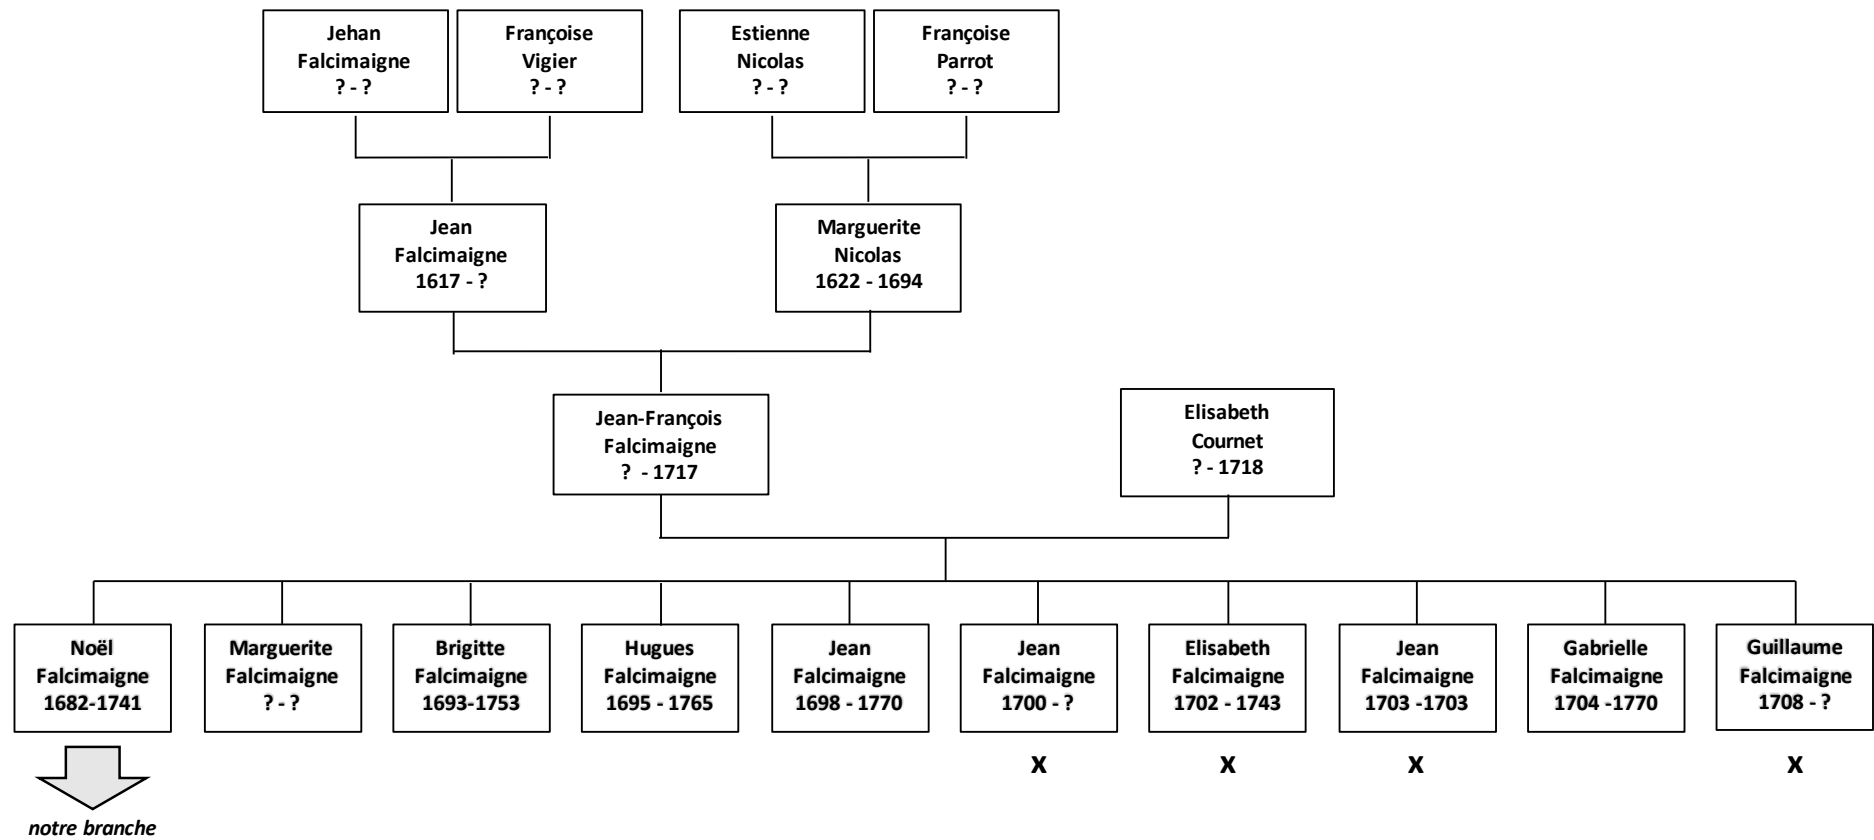 Jehan
Falcimaigne
? - ?
Françoise
Vigier
? - ?
Estienne
Nicolas
? - ?
Françoise
Parrot
? - ?
Jean
Falcimaigne
1617 - ?
Marguerite
Nicolas
1622 - 1694
Jean-François
Falcimaigne
? - 1717
Elisabeth
Cournet
? - 1718
Noël
Falcimaigne
1682-1741
Marguerite
Falcimaigne
? - ?
Brigitte
Falcimaigne
1693-1753
Hugues
Falcimaigne
1695 - 1765
Jean
Falcimaigne
1698 - 1770
Jean
Falcimaigne
1700 - ?
Elisabeth
Falcimaigne
1702 - 1743
Jean
Falcimaigne
1703 -1703
Gabrielle
Falcimaigne
1704 -1770
Guillaume
Falcimaigne
1708 - ?
X
X
X
X
notre branche